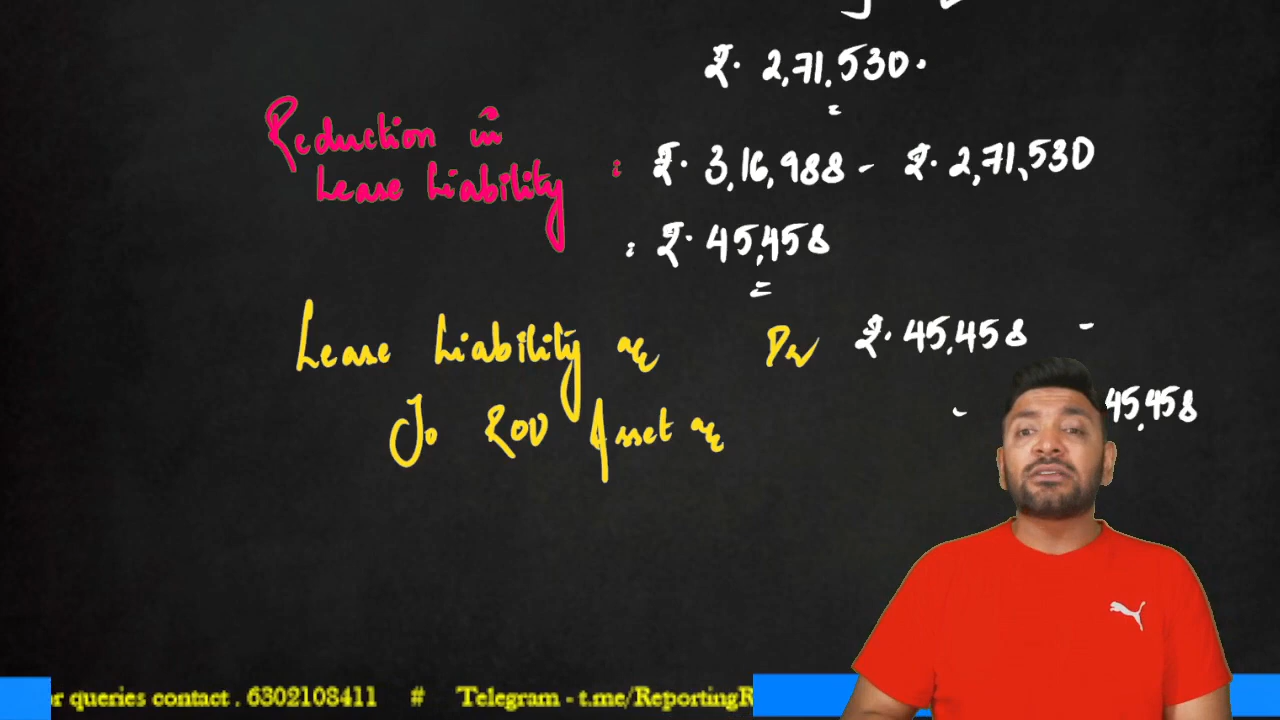 ₹. 2,71,530.
Reduction in
Lease Liability : ₹. 3,16,988 - ₹. 2,71,530
: ₹. 45,458
Lease Liability a/c Dr ₹. 45,458 -
To ROU Asset a/c - 45,458
or queries contact . 6302108411 # Telegram - t.me/ReportingR